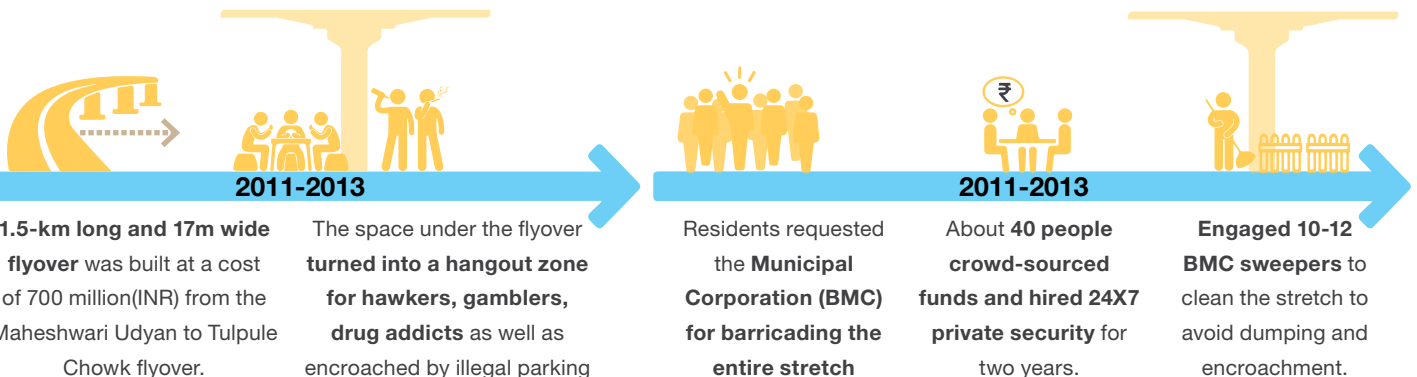 2011-2013
1.5-km long and 17m wide
flyover was built at a cost
of 700 million(INR) from the
Maheshwari Udyan to Tulpule
Chowk flyover.
The space under the flyover
turned into a hangout zone
for hawkers, gamblers,
drug addicts as well as
encroached by illegal parking
₹
2011-2013
Residents requested
the Municipal
Corporation (BMC)
for barricading the
entire stretch
About 40 people
crowd-sourced
funds and hired 24X7
private security for
two years.
Engaged 10-12
BMC sweepers to
clean the stretch to
avoid dumping and
encroachment.